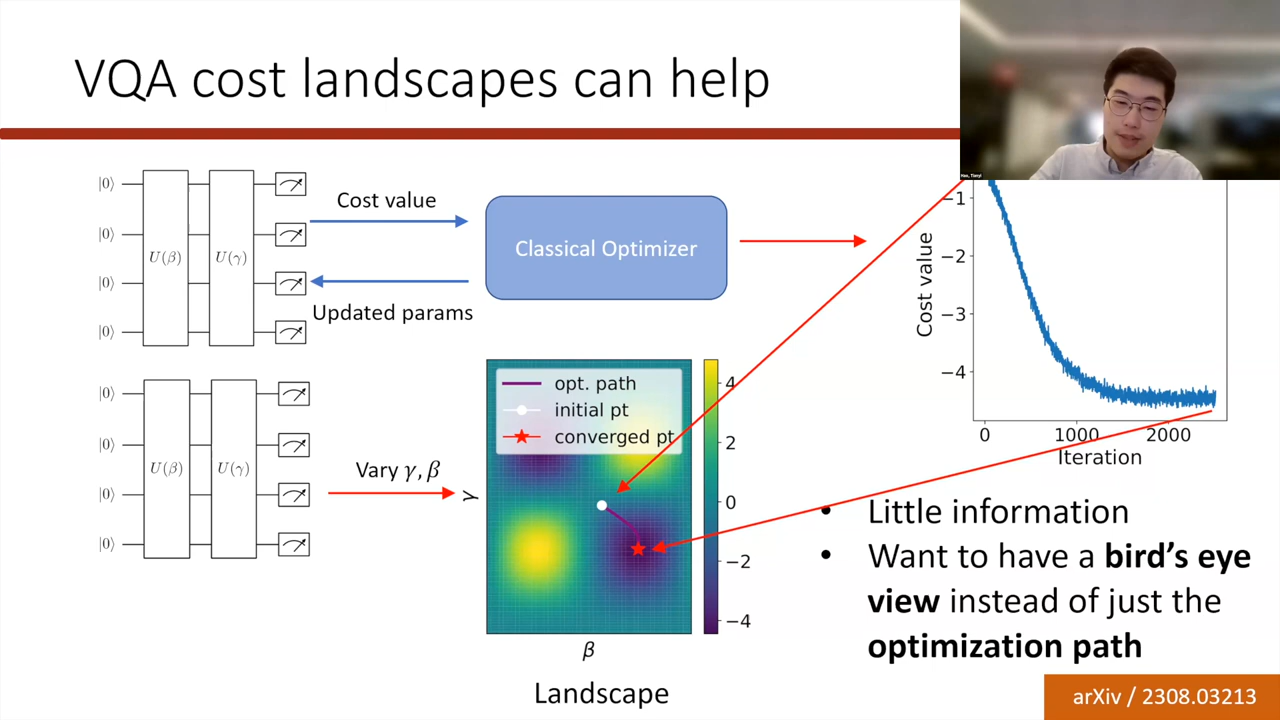 VQA cost landscapes can help
Hao, Tianyi
|0⟩
|0⟩
|0⟩
|0⟩
U(β)
U(γ)
Cost value
Updated params
Classical Optimizer
Cost value
−1
−2
−3
−4
0
1000
2000
Iteration
|0⟩
|0⟩
|0⟩
|0⟩
U(β)
U(γ)
Vary γ, β
opt. path
initial pt
converged pt
γ
β
4
2
0
−2
−4
Landscape
• Little information
• Want to have a bird's eye
view instead of just the
optimization path
arXiv / 2308.03213